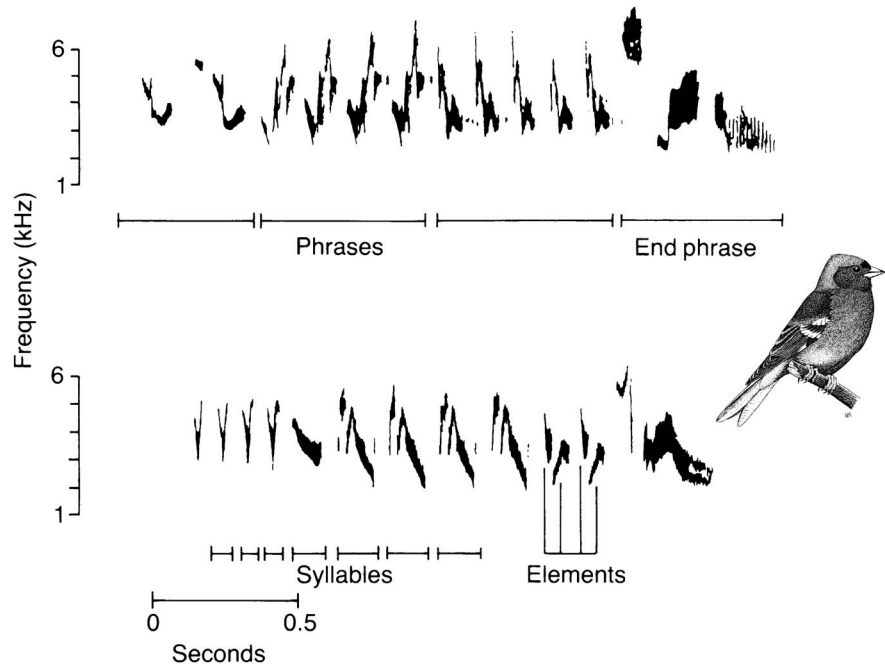 6
1
Phrases
End phrase
Frequency (kHz)
6
1
Syllables
Elements
0
0.5
Seconds